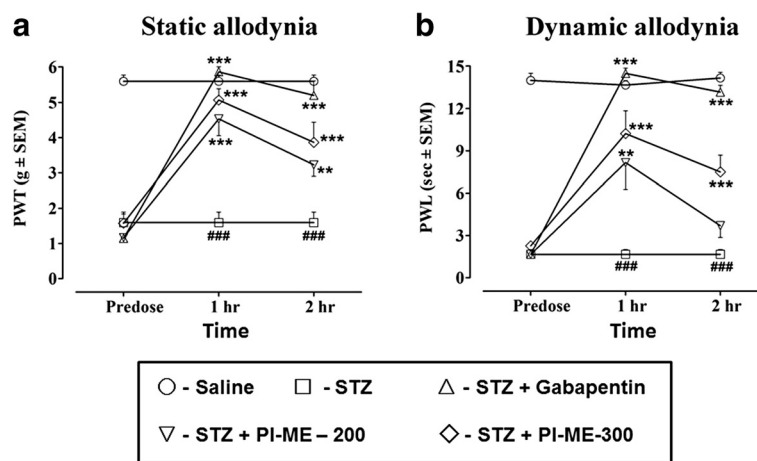 a Static allodynia
PWT (g ± SEM)
6
5
4
3
2
1
0
***
***
***
***
***
**
###
###
Predose 1 hr 2 hr
Time
b Dynamic allodynia
PWL (sec ± SEM)
15
12
9
6
3
0
***
***
***
**
***
###
###
Predose 1 hr 2 hr
Time
- Saline - STZ - STZ + Gabapentin
- STZ + PI-ME – 200 - STZ + PI-ME-300